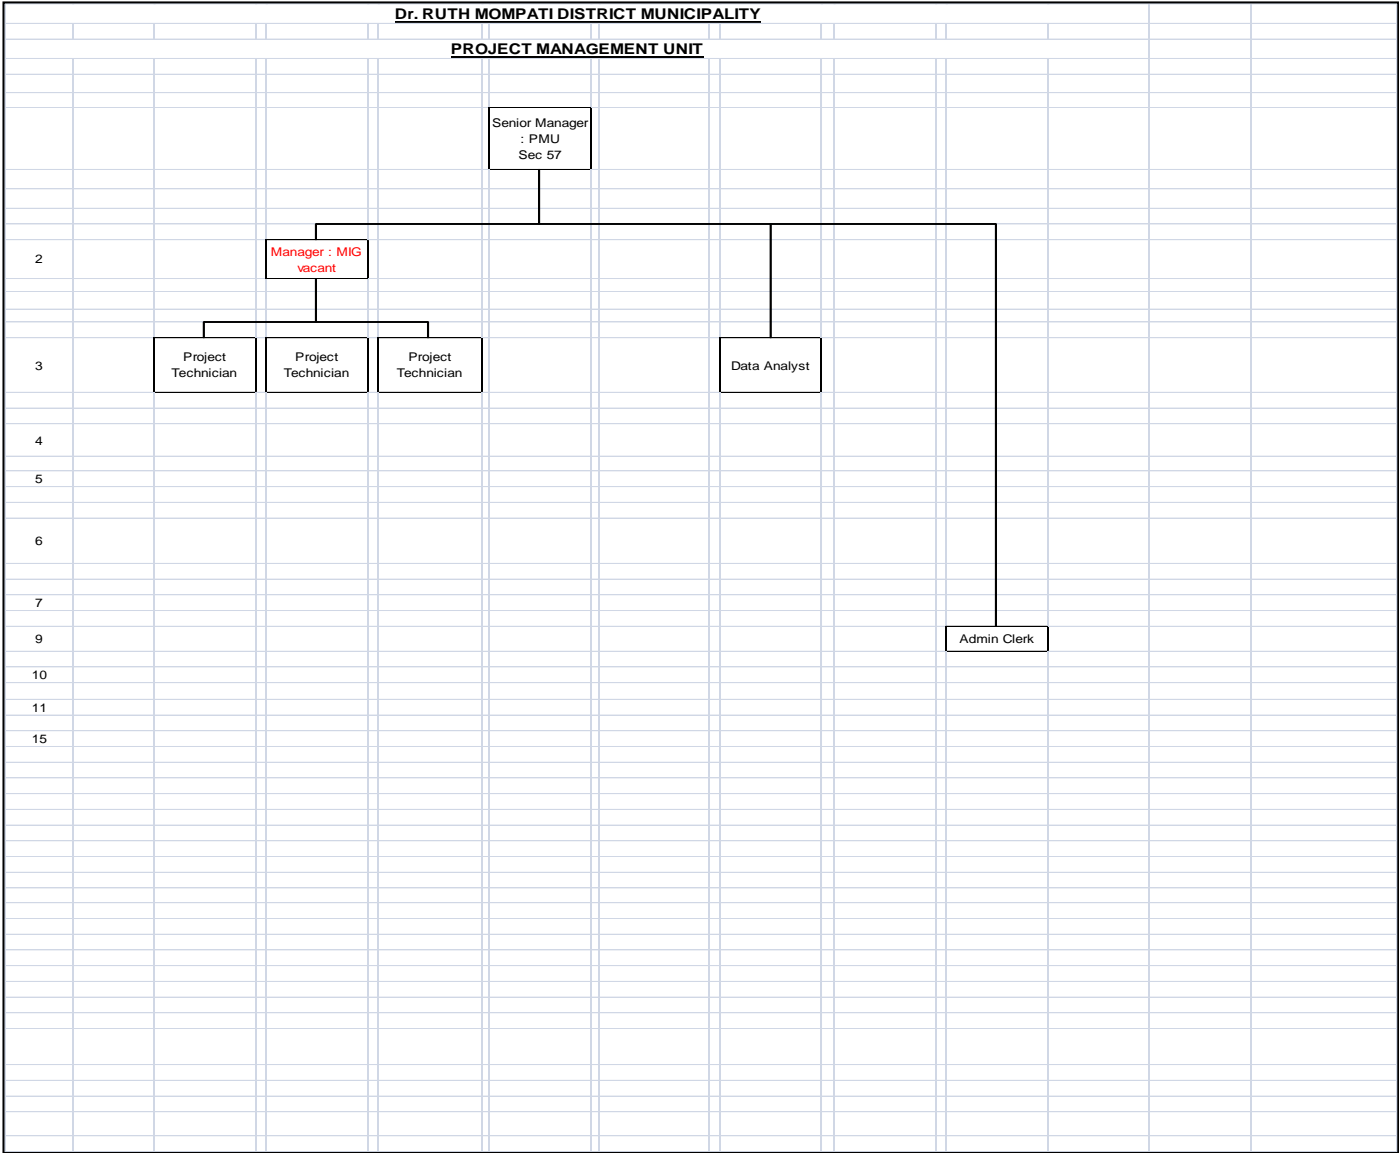 Dr. RUTH MOMPATI DISTRICT MUNICIPALITY
PROJECT MANAGEMENT UNIT
Senior Manager
: PMU
Sec 57
2
Manager : MIG
vacant
3
Project
Technician
Project
Technician
Project
Technician
Data Analyst
4
5
6
7
9
Admin Clerk
10
11
15